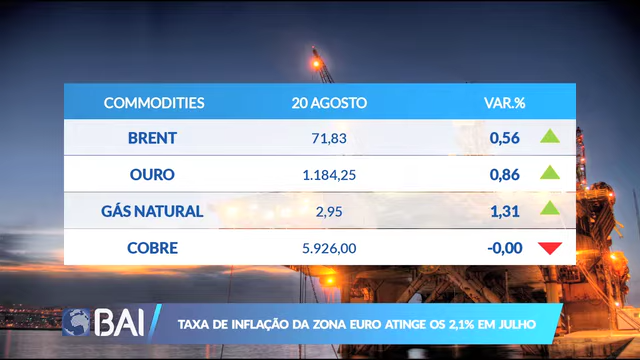 COMMODITIES 20 AGOSTO VAR.%
BRENT 71,83 0,56
OURO 1.184,25 0,86
GÁS NATURAL 2,95 1,31
COBRE 5.926,00 -0,00
BAI TAXA DE INFLAÇÃO DA ZONA EURO ATINGE OS 2,1% EM JULHO